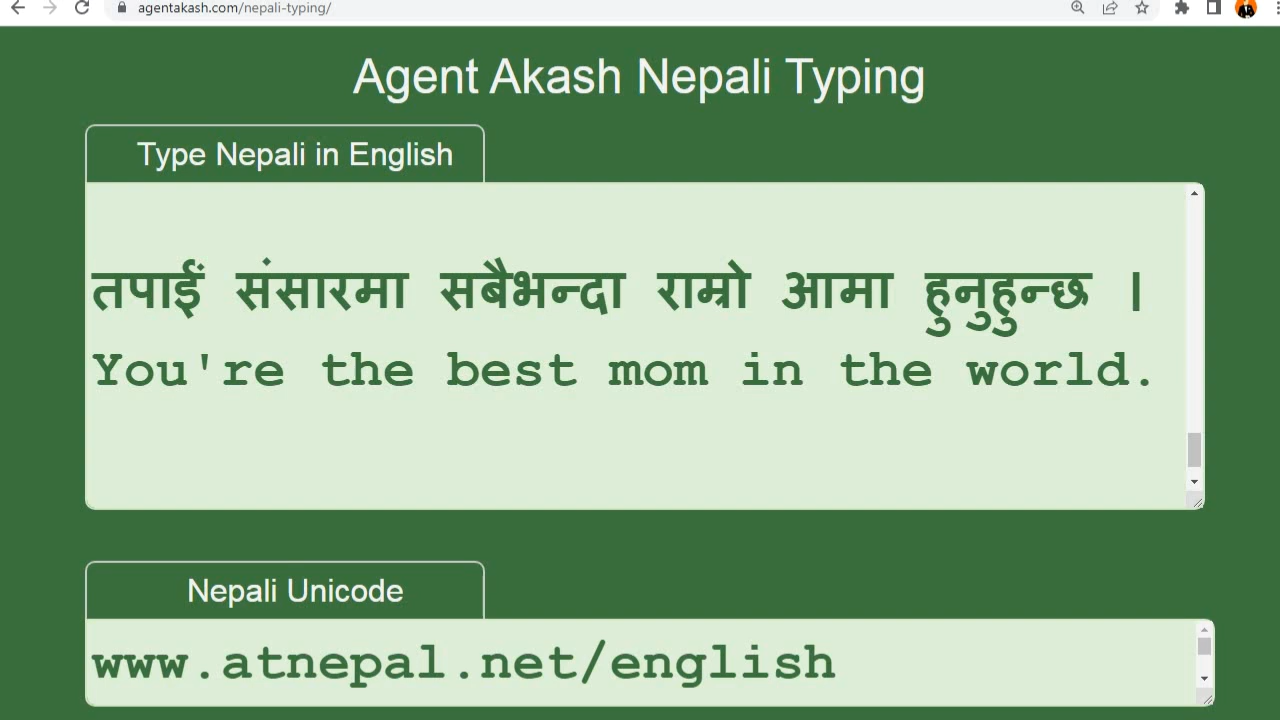 agentakash.com/nepali-typing/
Agent Akash Nepali Typing
Type Nepali in English
तपाईं संसारमा सबैभन्दा राम्रो आमा हुनुहुन्छ ।
You're the best mom in the world.
Nepali Unicode
www.atnepal.net/english